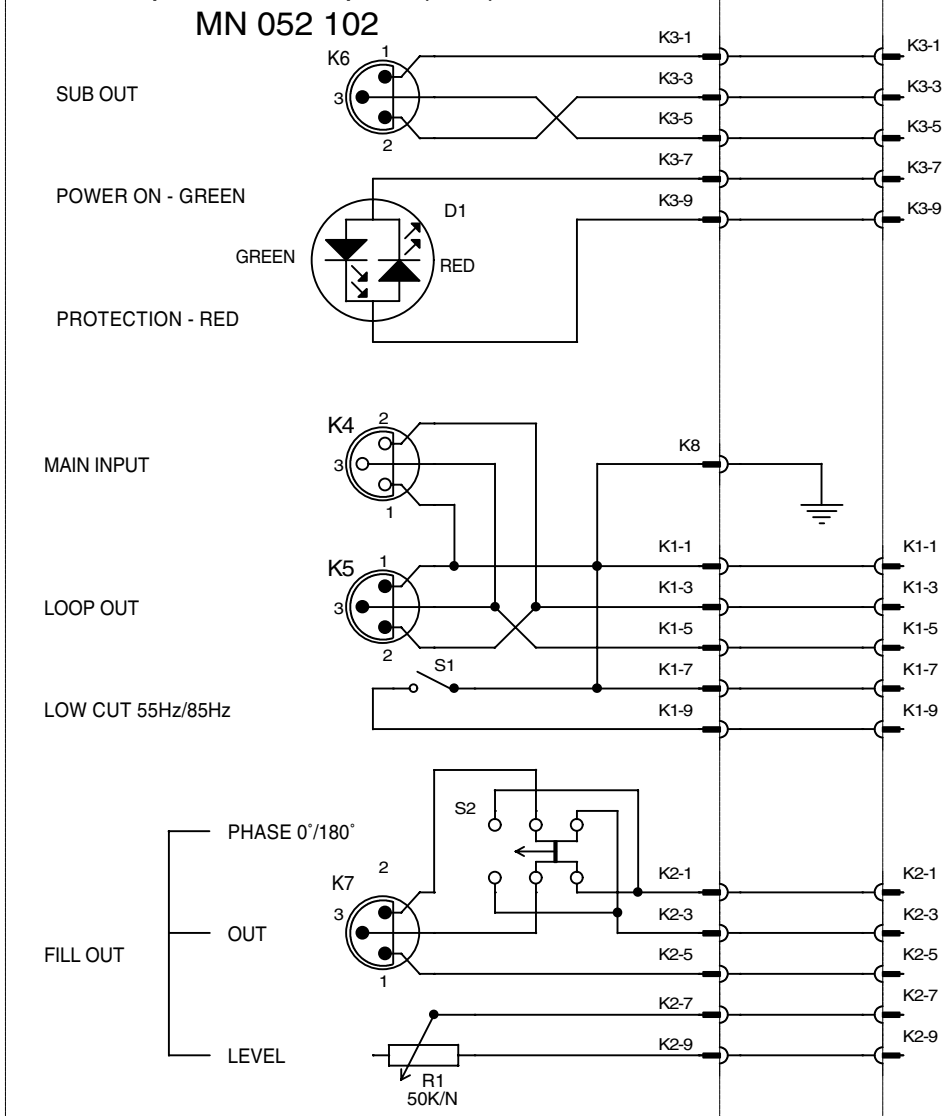 MN 052 102
K6
1
3
2
SUB OUT
K3-1
K3-3
K3-5
K3-7
K3-9
K3-1
K3-3
K3-5
K3-7
K3-9
POWER ON - GREEN
D1
GREEN
RED
PROTECTION - RED
K4
2
3
1
MAIN INPUT
K8
K5
1
3
2
LOOP OUT
K1-1
K1-3
K1-5
K1-7
K1-9
K1-1
K1-3
K1-5
K1-7
K1-9
S1
LOW CUT 55Hz/85Hz
S2
PHASE 0°/180°
K7
2
3
1
OUT
FILL OUT
K2-1
K2-3
K2-5
K2-7
K2-9
K2-1
K2-3
K2-5
K2-7
K2-9
LEVEL
R1
50K/N